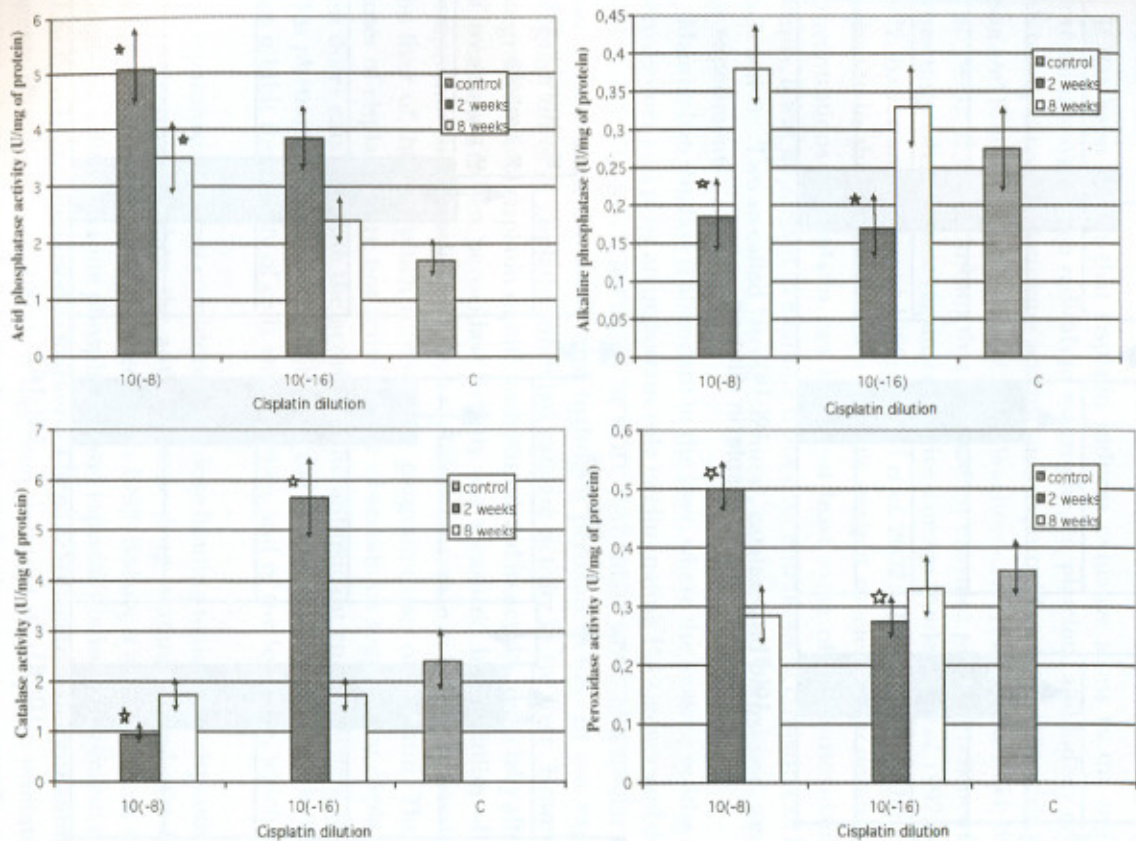 Acid phosphatase activity (U/mg of protein)
6
5
4
3
2
1
0
control
2 weeks
8 weeks
10(-8)
10(-16)
C
Cisplatin dilution
Alkaline phosphatase (U/mg of protein)
0,45
0,4
0,35
0,3
0,25
0,2
0,15
0,1
0,05
0
control
2 weeks
8 weeks
10(-8)
10(-16)
C
Cisplatin dilution
Catalase activity (U/mg of protein)
7
6
5
4
3
2
1
0
control
2 weeks
8 weeks
10(-8)
10(-16)
C
Cisplatin dilution
Peroxidase activity (U/mg of protein)
0,6
0,5
0,4
0,3
0,2
0,1
0
control
2 weeks
8 weeks
10(-8)
10(-16)
C
Cisplatin dilution